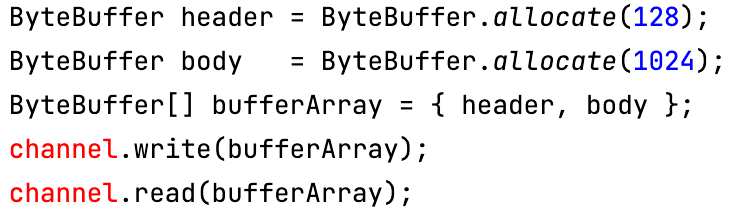 ByteBuffer header = ByteBuffer.allocate(128);
ByteBuffer body   = ByteBuffer.allocate(1024);
ByteBuffer[] bufferArray = { header, body };
channel.write(bufferArray);
channel.read(bufferArray);